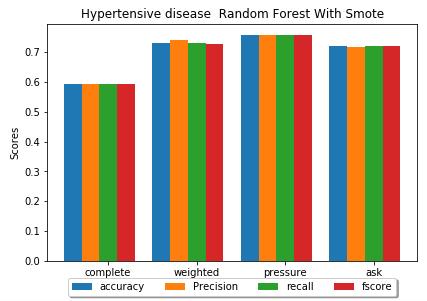 Hypertensive disease  Random Forest With Smote
Scores
0.7
0.6
0.5
0.4
0.3
0.2
0.1
0.0
complete weighted pressure ask
accuracy Precision recall fscore